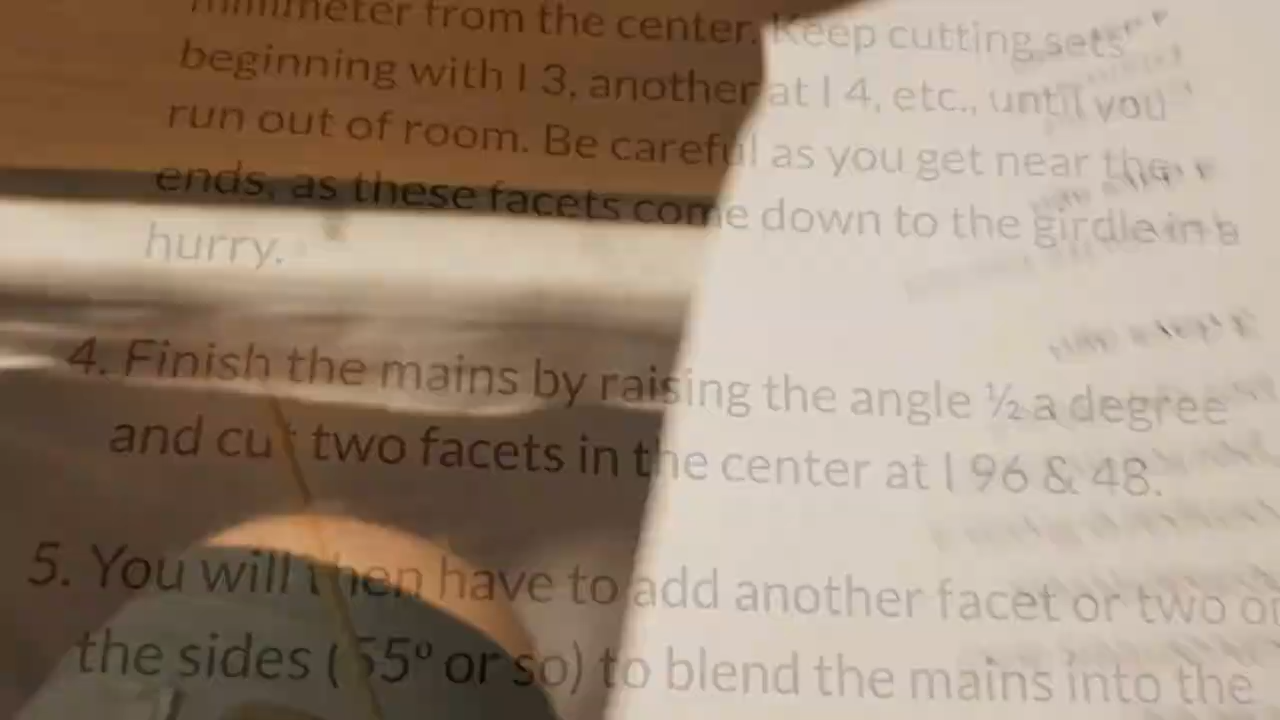 millimeter from the center. Keep cutting sets
beginning with I 3, another at I 4, etc., until you
run out of room. Be careful as you get near the
ends, as these facets come down to the girdle in a
hurry.
4. Finish the mains by raising the angle ½ a degree
and cut two facets in the center at I 96 & 48.
5. You will then have to add another facet or two
the sides ( 55º or so) to blend the mains into the